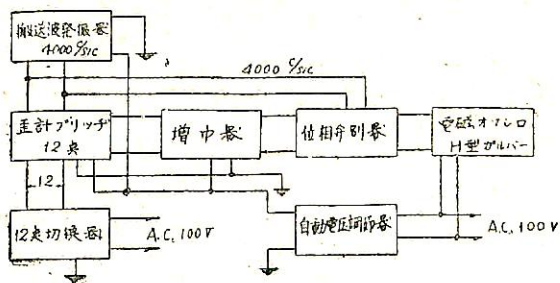 搬送波発振器
4000 C/SIC
4000 C/SIC
歪計ブリッヂ
12点
増巾器
位相弁別器
電磁オシロ
H型ガルバー
12
12点切換器
A.C. 100V
自動電圧調節器
A.C. 100V